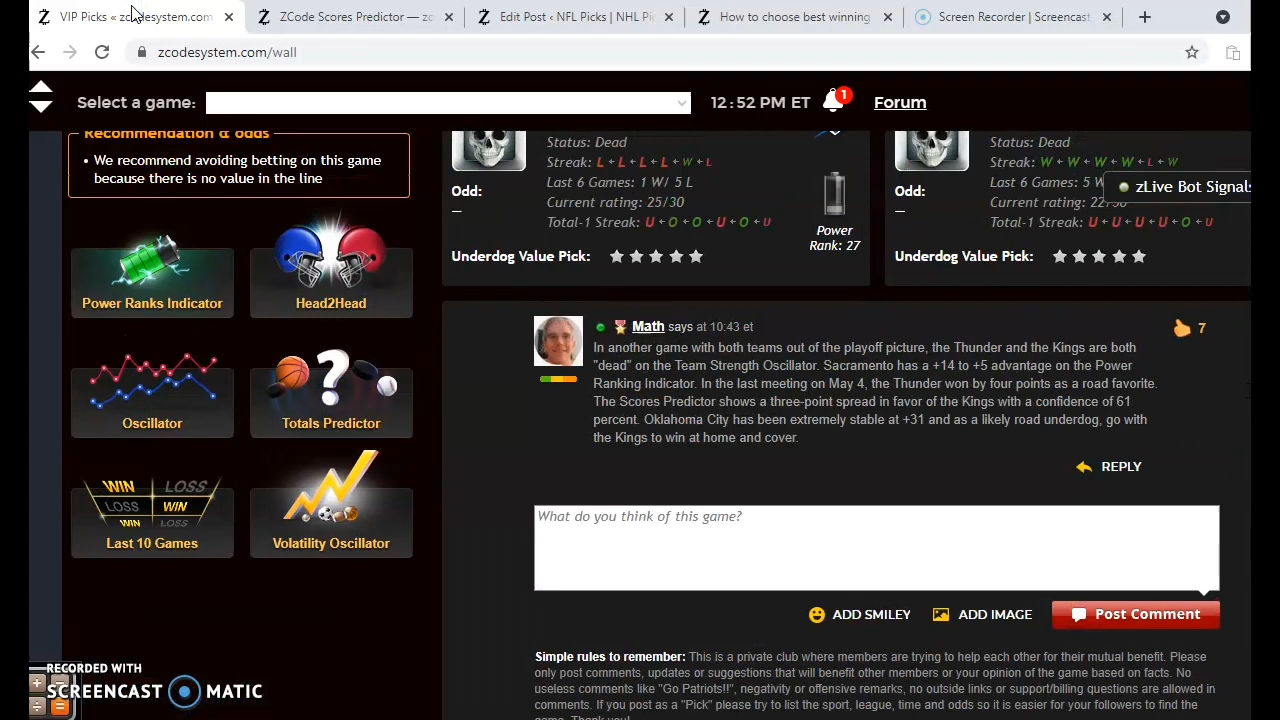 VIP Picks « zcodesystem.com
ZCode Scores Predictor — zc
Edit Post ‹ NFL Picks | NHL Pi
How to choose best winning
Screen Recorder | Screencast
zcodesystem.com/wall
Select a game:
12:52 PM ET
1
Forum
Recommendation & odds
• We recommend avoiding betting on this game
because there is no value in the line
Power Ranks Indicator
Head2Head
Oscillator
Totals Predictor
WIN LOSS
LOSS WIN
WIN LOSS
Last 10 Games
Volatility Oscillator
Odd:
—
Status: Dead
Streak: L ← L ← L ← L ← W ← L
Last 6 Games: 1 W/ 5 L
Current rating: 25/30
Total-1 Streak: U ← O ← O ← U ← O ← U
Power
Rank: 27
Underdog Value Pick:
Odd:
—
Status: Dead
Streak: W ← W ← W ← W ← L ← W
Last 6 Games: 5 W
Current rating: 22/30
Total-1 Streak: U ← U ← U ← U ← O ← U
Underdog Value Pick:
zLive Bot Signals
Math says at 10:43 et
7
In another game with both teams out of the playoff picture, the Thunder and the Kings are both
"dead" on the Team Strength Oscillator. Sacramento has a +14 to +5 advantage on the Power
Ranking Indicator. In the last meeting on May 4, the Thunder won by four points as a road favorite.
The Scores Predictor shows a three-point spread in favor of the Kings with a confidence of 61
percent. Oklahoma City has been extremely stable at +31 and as a likely road underdog, go with
the Kings to win at home and cover.
REPLY
What do you think of this game?
ADD SMILEY
ADD IMAGE
Post Comment
Simple rules to remember: This is a private club where members are trying to help each other for their mutual benefit. Please
only post comments, updates or suggestions that will benefit other members or your opinion of the game based on facts. No
useless comments like "Go Patriots!!", negativity or offensive remarks, no outside links or support/billing questions are allowed in
comments. If you post as a "Pick" please try to list the sport, league, time and odds so it is easier for your followers to find the
game. Thank you!
RECORDED WITH
SCREENCAST MATIC